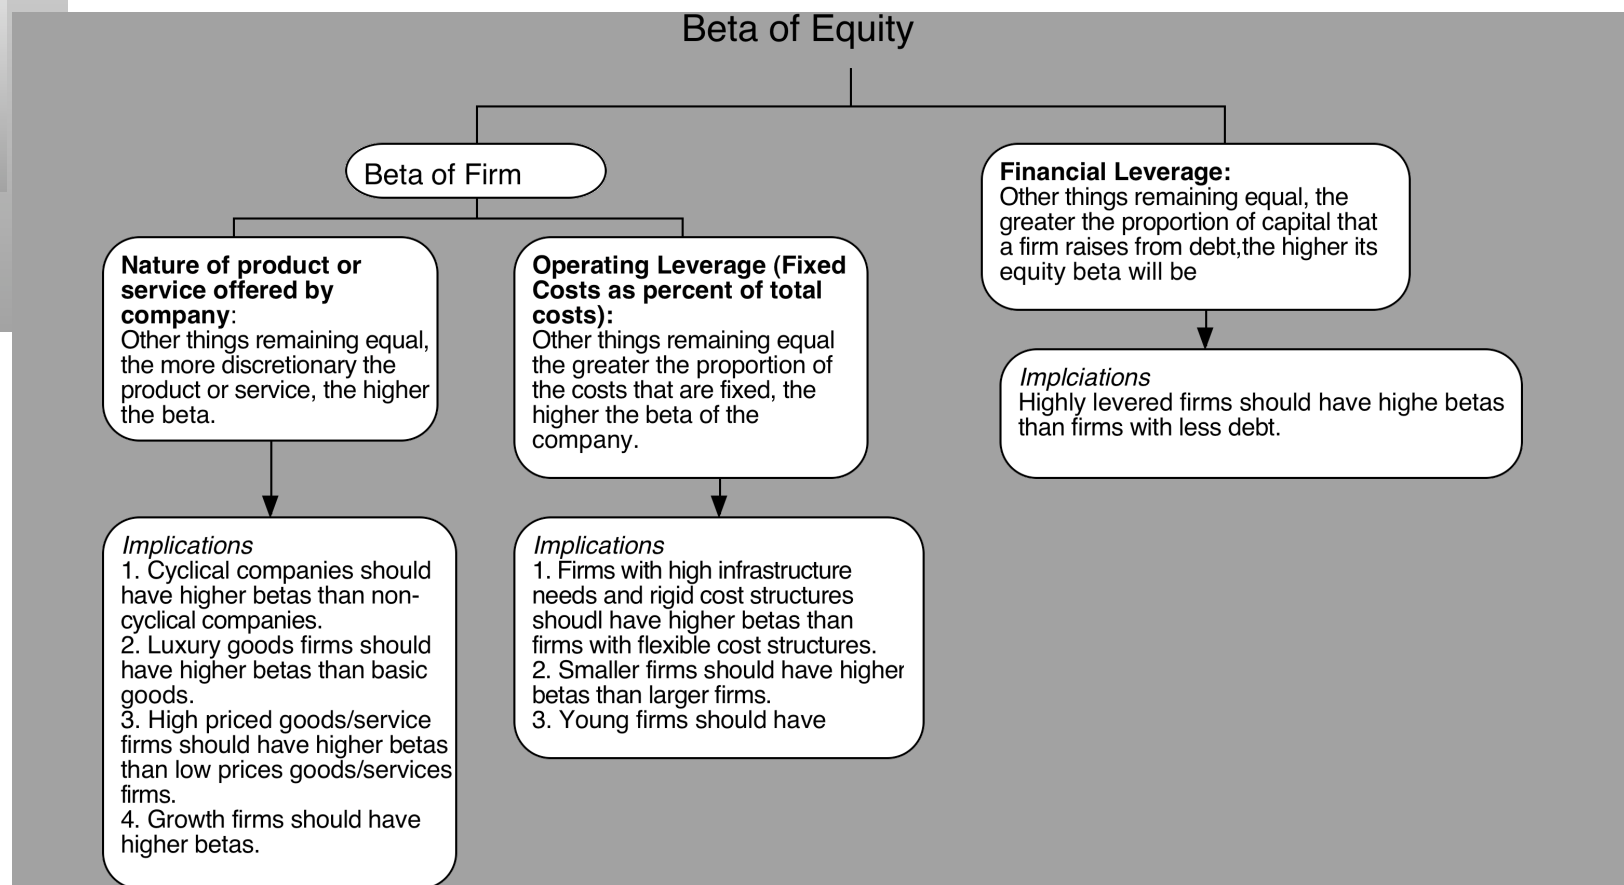 Beta of Equity
Beta of Firm
Nature of product or
service offered by
company:
Other things remaining equal,
the more discretionary the
product or service, the higher
the beta.
Operating Leverage (Fixed
Costs as percent of total
costs):
Other things remaining equal
the greater the proportion of
the costs that are fixed, the
higher the beta of the
company.
Financial Leverage:
Other things remaining equal, the
greater the proportion of capital that
a firm raises from debt,the higher its
equity beta will be
Implciations
Highly levered firms should have highe betas
than firms with less debt.
Implications
1. Cyclical companies should
have higher betas than non-
cyclical companies.
2. Luxury goods firms should
have higher betas than basic
goods.
3. High priced goods/service
firms should have higher betas
than low prices goods/services
firms.
4. Growth firms should have
higher betas.
Implications
1. Firms with high infrastructure
needs and rigid cost structures
shoudl have higher betas than
firms with flexible cost structures.
2. Smaller firms should have higher
betas than larger firms.
3. Young firms should have